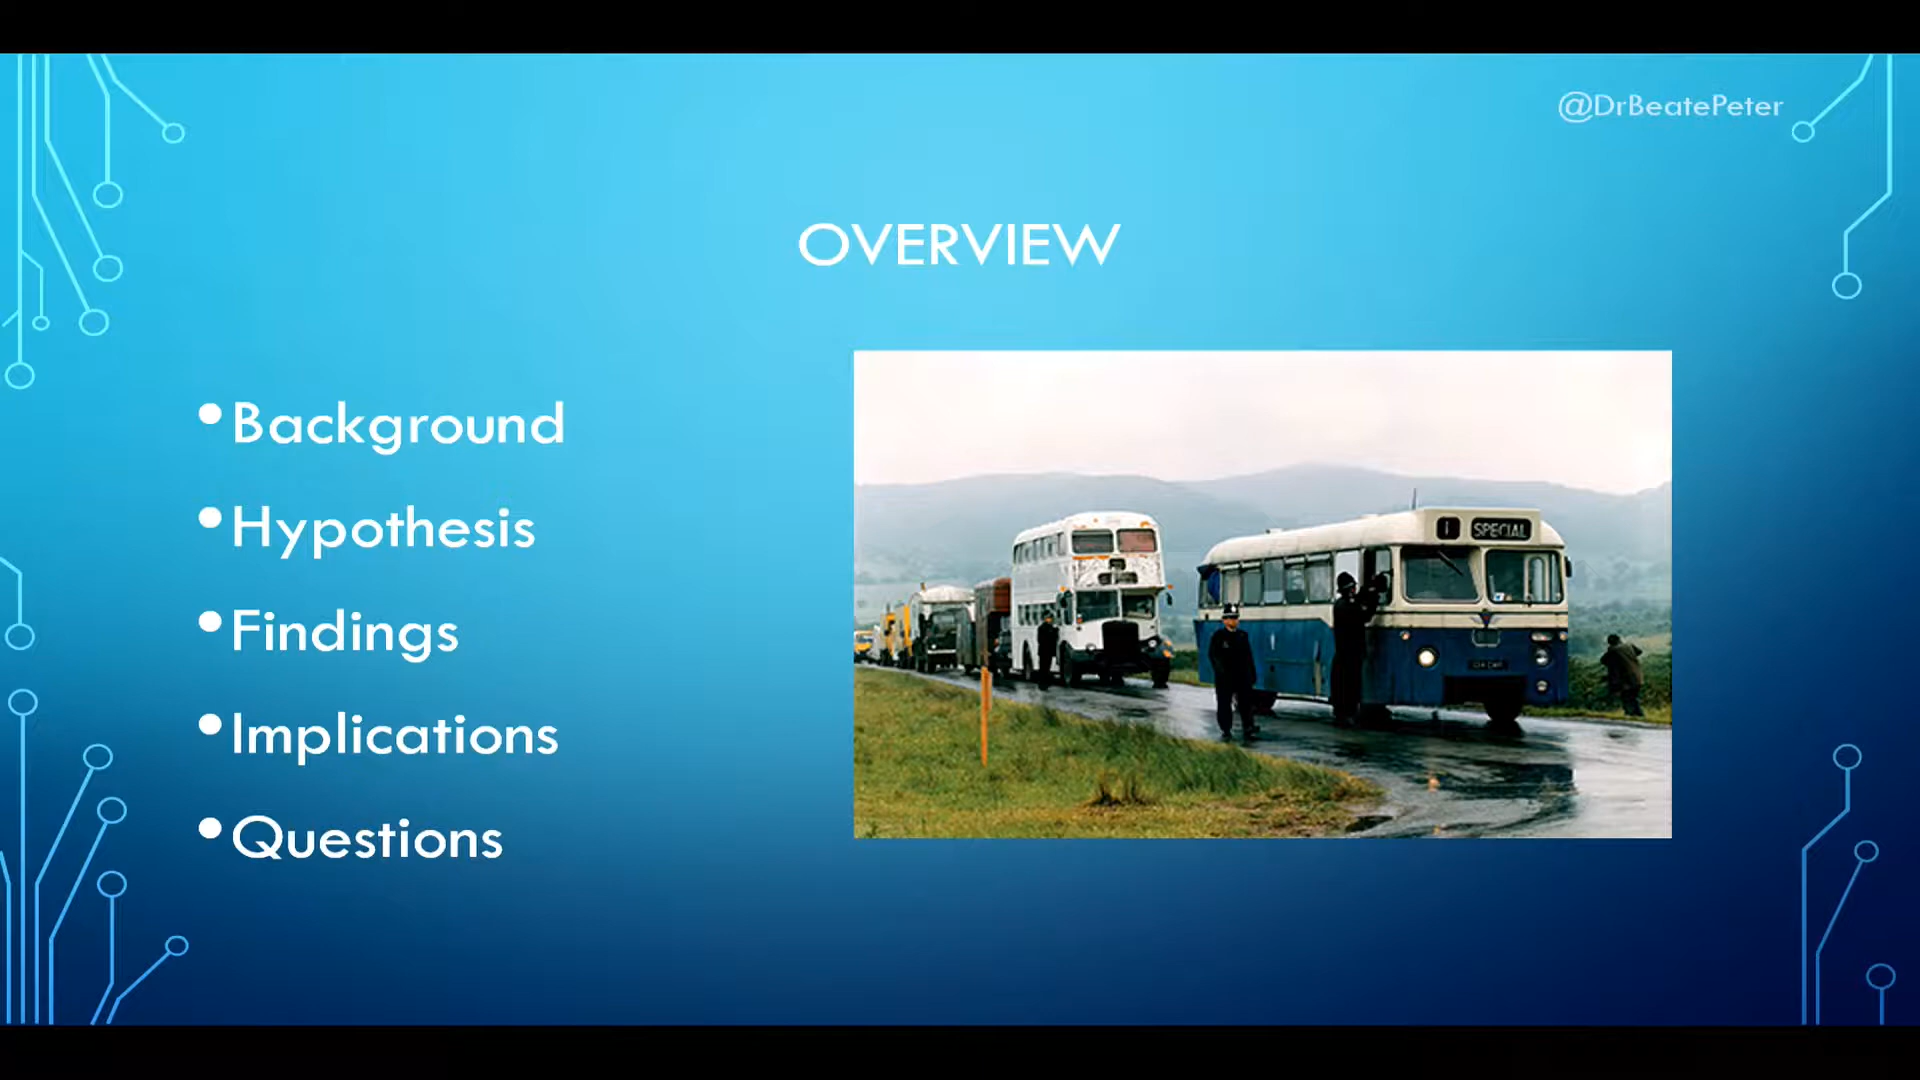 @DrBeatePeter
OVERVIEW
• Background
• Hypothesis
• Findings
• Implications
• Questions
SPECIAL